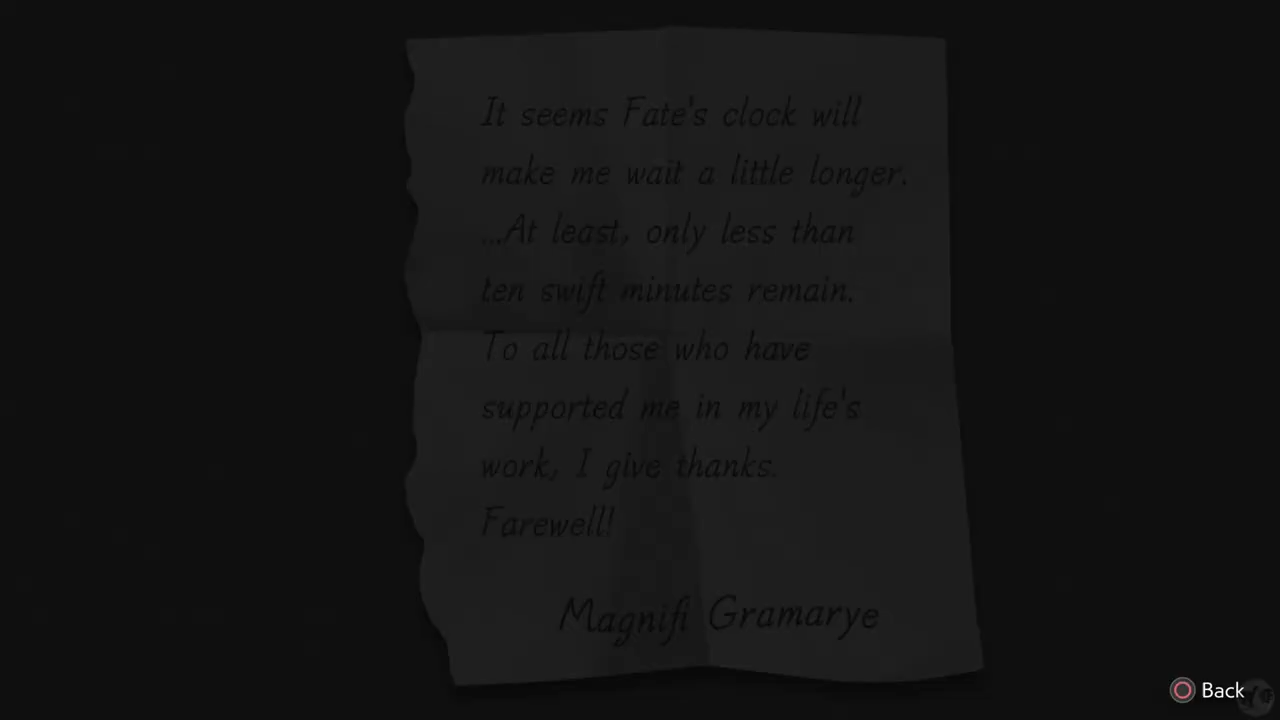 It seems Fate's clock will
make me wait a little longer.
...At least, only less than
ten swift minutes remain.
To all those who have
supported me in my life's
work, I give thanks.
Farewell!
Magnifi Gramarye
Back